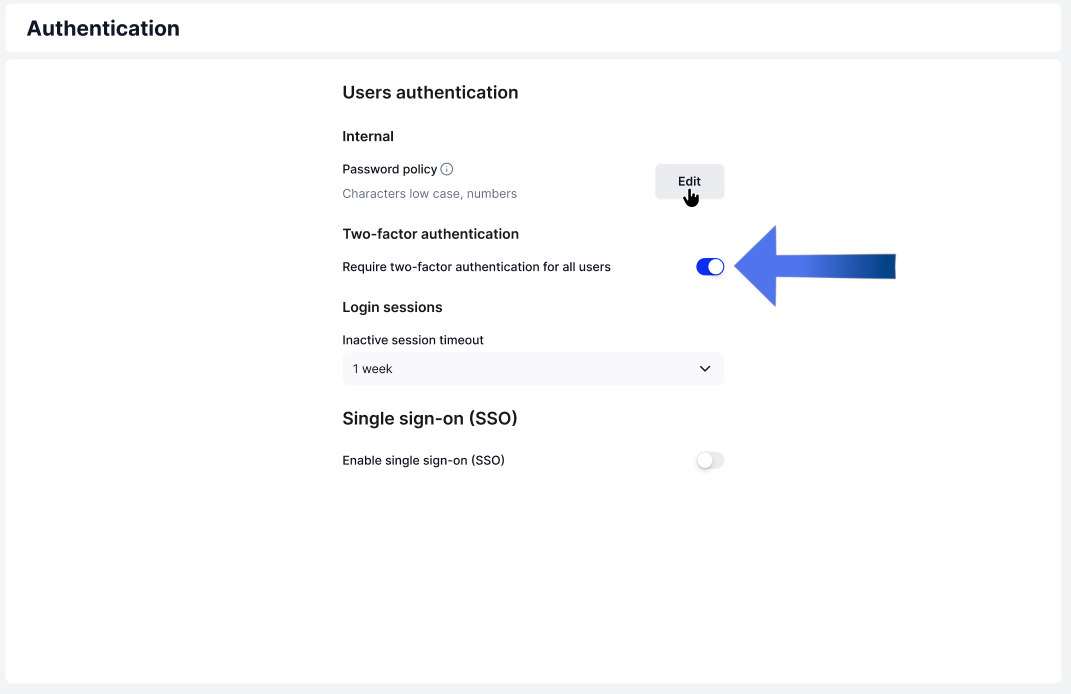 Authentication
Users authentication
Internal
Password policy
Characters low case, numbers
Edit
Two-factor authentication
Require two-factor authentication for all users
Login sessions
Inactive session timeout
1 week
Single sign-on (SSO)
Enable single sign-on (SSO)